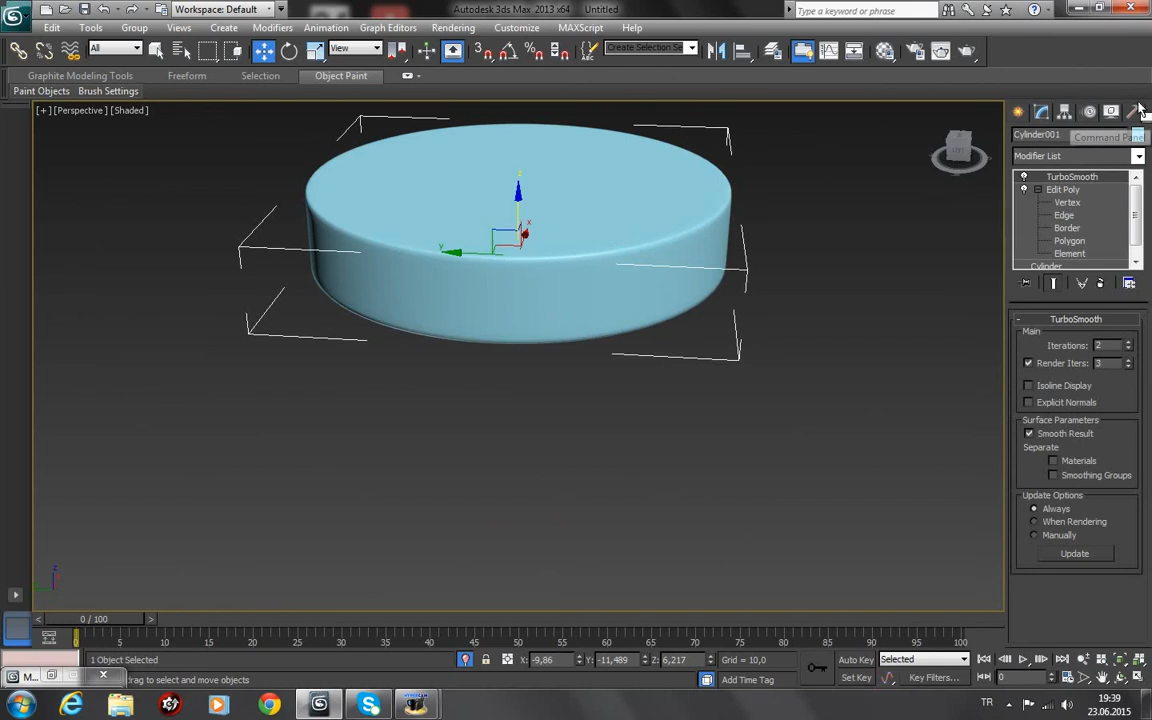 Workspace: Default
Autodesk 3ds Max 2013 x64
Untitled
Type a keyword or phrase
Edit Tools Group Views Create Modifiers Animation Graph Editors Rendering Customize MAXScript Help
All
View
3
Create Selection Se
Graphite Modeling Tools Freeform Selection Object Paint
Paint Objects Brush Settings
[+] [Perspective] [Shaded]
Cylinder001
Command Pan
Modifier List
TurboSmooth
Edit Poly
Vertex
Edge
Border
Polygon
Element
Cylinder
z
x
y
- TurboSmooth
Main
Iterations: 2
Render Iters: 3
Isoline Display
Explicit Normals
Surface Parameters
Smooth Result
Separate
Materials
Smoothing Groups
Update Options
Always
When Rendering
Manually
Update
z
< 0 / 100 >
0 5 10 15 20 25 30 35 40 45 50 55 60 65 70 75 80 85 90 95 100
1 Object Selected
X: -9,86 Y: -11,489 Z: 6,217 Grid = 10,0
Auto Key Selected
M...
drag to select and move objects
Add Time Tag
Set Key Key Filters...
0
TR
19:39
23.06.2015